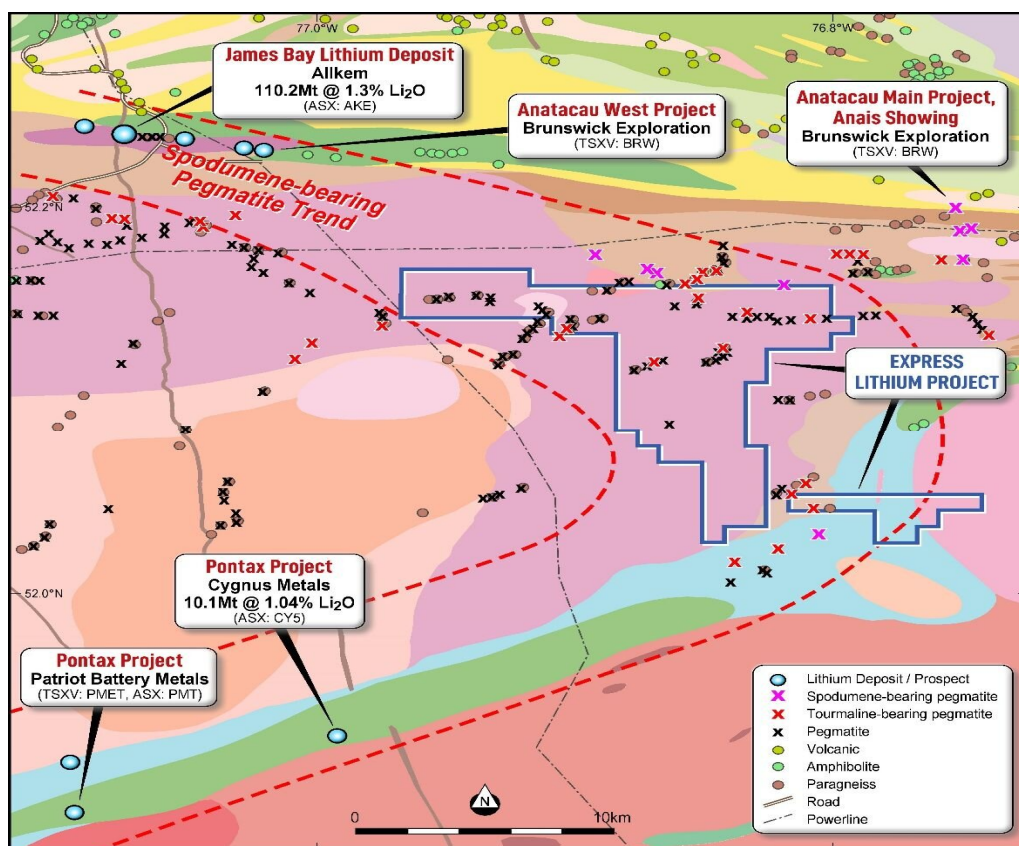 77.0°W
76.8°W
James Bay Lithium Deposit
Allkem
110.2Mt @ 1.3% Li₂O
(ASX: AKE)
Anatacau West Project
Brunswick Exploration
(TSXV: BRW)
Anatacau Main Project,
Anais Showing
Brunswick Exploration
(TSXV: BRW)
Spodumene-bearing
Pegmatite Trend
52.2°N
EXPRESS
LITHIUM PROJECT
52.0°N
Pontax Project
Cygnus Metals
10.1Mt @ 1.04% Li₂O
(ASX: CY5)
Pontax Project
Patriot Battery Metals
(TSXV: PMET, ASX: PMT)
Lithium Deposit / Prospect
Spodumene-bearing pegmatite
Tourmaline-bearing pegmatite
Pegmatite
Volcanic
Amphibolite
Paragneiss
Road
Powerline
N
0
10km